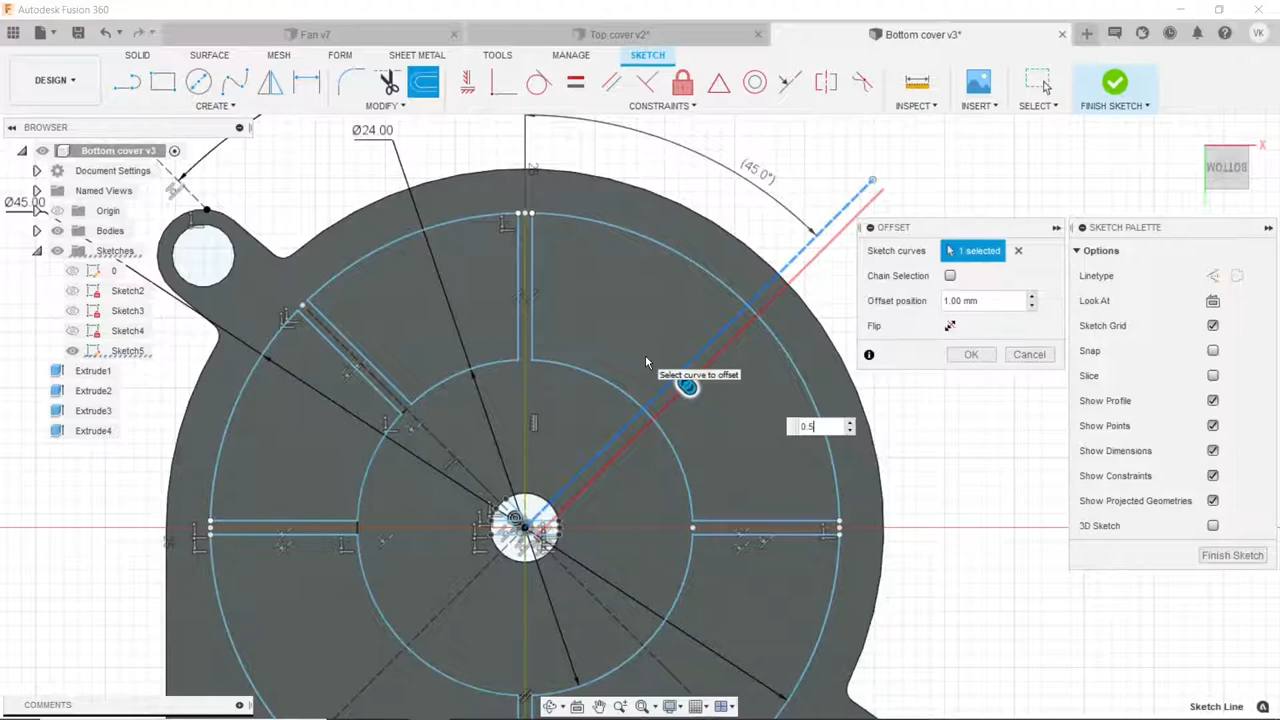 Autodesk Fusion 360
Fan v7
Top cover v2*
Bottom cover v3*
VK
DESIGN
SOLID
SURFACE
MESH
FORM
SHEET METAL
TOOLS
MANAGE
SKETCH
CREATE
MODIFY
CONSTRAINTS
INSPECT
INSERT
SELECT
FINISH SKETCH
BROWSER
Bottom cover v3
Document Settings
Named Views
Origin
Bodies
Sketches
0
Sketch2
Sketch3
Sketch4
Sketch5
Extrude1
Extrude2
Extrude3
Extrude4
Ø45.00
Ø24.00
(45.0°)
BOTTOM
X
OFFSET
Sketch curves
1 selected
Chain Selection
Offset position
1.00 mm
Flip
OK
Cancel
Select curve to offset
0.5
SKETCH PALETTE
Options
Linetype
Look At
Sketch Grid
Snap
Slice
Show Profile
Show Points
Show Dimensions
Show Constraints
Show Projected Geometries
3D Sketch
Finish Sketch
COMMENTS
Sketch Line